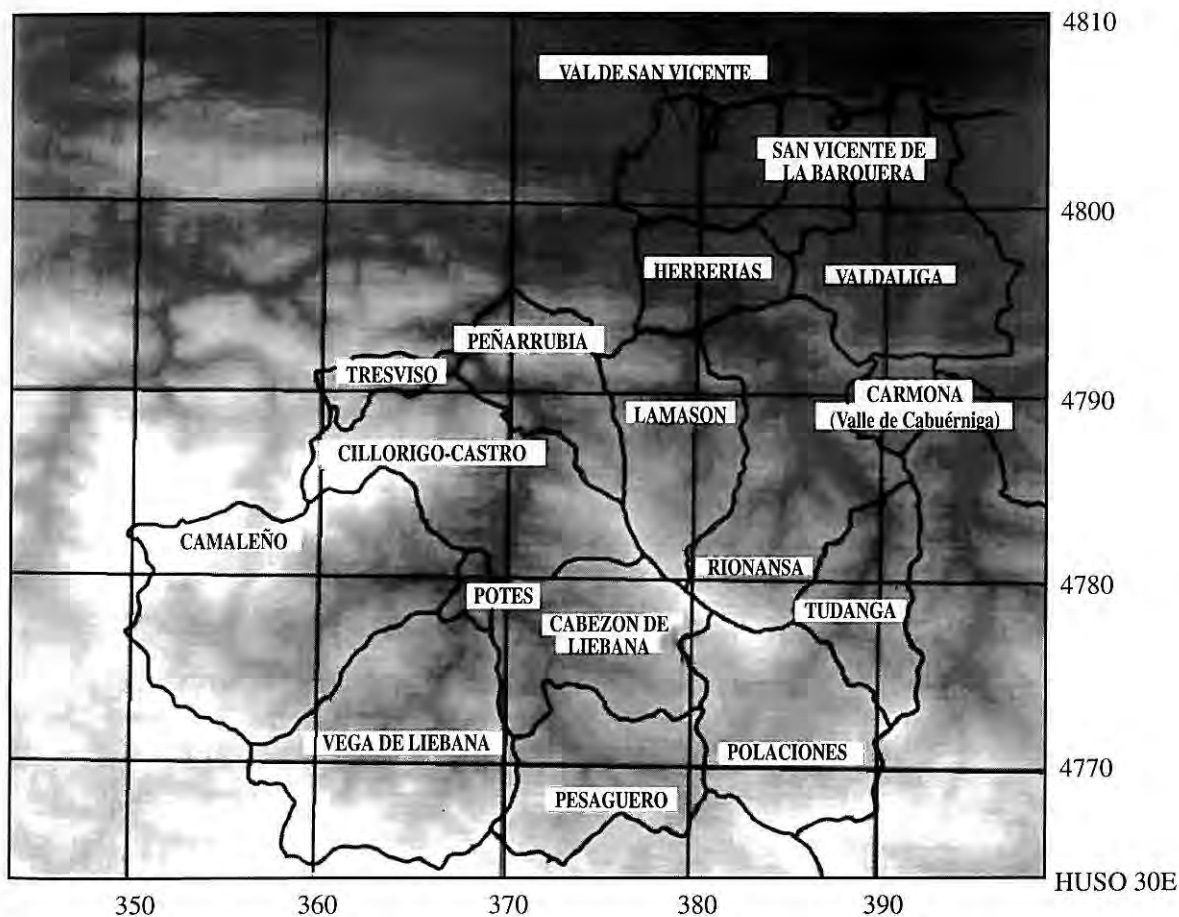 4810
VAL DE SAN VICENTE
SAN VICENTE DE
LA BARQUERA
4800
HERRERIAS
VALDALIGA
PEÑARRUBIA
TRESVISO
CARMONA
(Valle de Cabuérniga)
4790
LAMASON
CILLORIGO-CASTRO
CAMALEÑO
RIONANSA
4780
POTES
TUDANGA
CABEZON DE
LIEBANA
VEGA DE LIEBANA
POLACIONES
4770
PESAGUERO
HUSO 30E
350
360
370
380
390